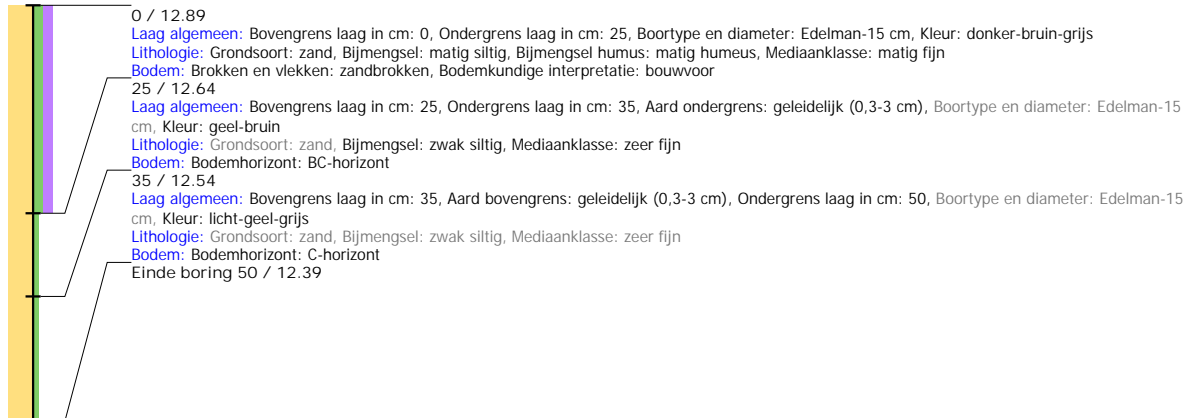 0 / 12.89
Laag algemeen: Bovengrens laag in cm: 0, Ondergrens laag in cm: 25, Boortype en diameter: Edelman-15 cm, Kleur: donker-bruin-grijs
Lithologie: Grondsoort: zand, Bijmengsel: matig siltig, Bijmengsel humus: matig humeus, Mediaanklasse: matig fijn
Bodem: Brokken en vlekken: zandbrokken, Bodemkundige interpretatie: bouwvoor
25 / 12.64
Laag algemeen: Bovengrens laag in cm: 25, Ondergrens laag in cm: 35, Aard ondergrens: geleidelijk (0,3-3 cm), Boortype en diameter: Edelman-15
cm, Kleur: geel-bruin
Lithologie: Grondsoort: zand, Bijmengsel: zwak siltig, Mediaanklasse: zeer fijn
Bodem: Bodemhorizont: BC-horizont
35 / 12.54
Laag algemeen: Bovengrens laag in cm: 35, Aard bovengrens: geleidelijk (0,3-3 cm), Ondergrens laag in cm: 50, Boortype en diameter: Edelman-15
cm, Kleur: licht-geel-grijs
Lithologie: Grondsoort: zand, Bijmengsel: zwak siltig, Mediaanklasse: zeer fijn
Bodem: Bodemhorizont: C-horizont
Einde boring 50 / 12.39